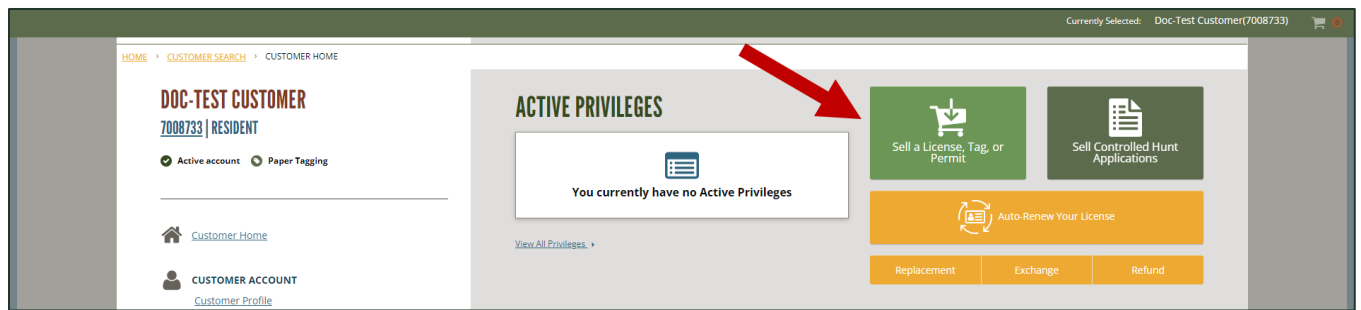 Currently Selected: Doc-Test Customer(7008733) 0
HOME > CUSTOMER SEARCH > CUSTOMER HOME
DOC-TEST CUSTOMER
7008733 | RESIDENT
Active account Paper Tagging
Customer Home
CUSTOMER ACCOUNT
Customer Profile
ACTIVE PRIVILEGES
You currently have no Active Privileges
View All Privileges
Sell a License, Tag, or
Permit
Sell Controlled Hunt
Applications
Auto-Renew Your License
Replacement Exchange Refund